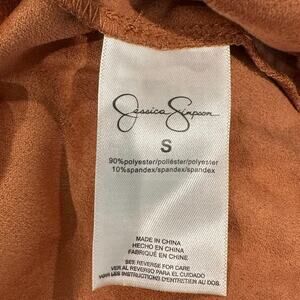 Jessica Simpson
S
90%polyester/poliéster/polyester
10%spandex/spandex/spandex
MADE IN CHINA
HECHO EN CHINA
FABRIQUÉ EN CHINE
SEE REVERSE FOR CARE
VER AL REVERSO PARA CUIDADO
VOIR LES INSTRUCTIONS D'ENTRETIEN AU DOS.